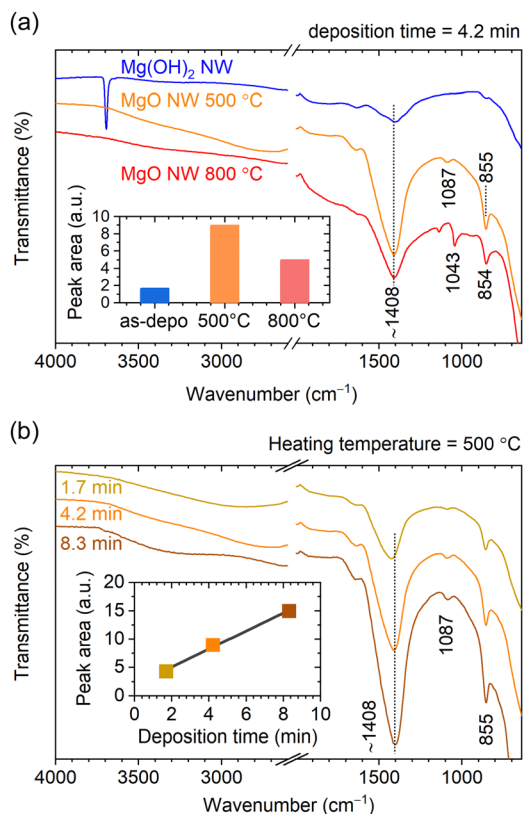 (a)
deposition time = 4.2 min
Mg(OH)₂ NW
MgO NW 500 °C
MgO NW 800 °C
Transmittance (%)
Peak area (a.u.)
10
8
6
4
2
0
as-depo 500°C 800°C
~1408
1087
1043
855
854
4000 3500 3000 1500 1000
Wavenumber (cm⁻¹)
(b)
Heating temperature = 500 °C
1.7 min
4.2 min
8.3 min
Transmittance (%)
Peak area (a.u.)
20
15
10
5
0
0 2 4 6 8 10
Deposition time (min)
~1408
1087
855
4000 3500 3000 1500 1000
Wavenumber (cm⁻¹)